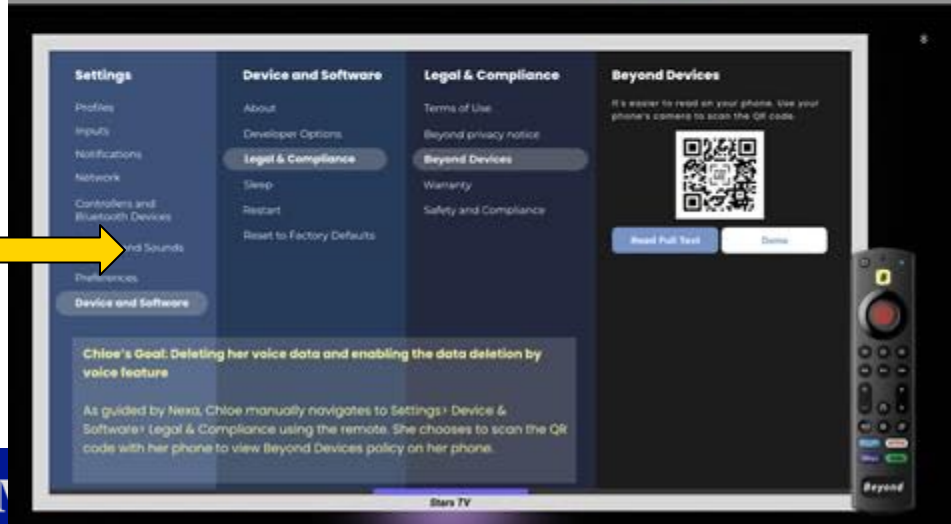 Settings
Profiles
Inputs
Notifications
Network
Controllers and
Bluetooth Devices
nd Sounds
Preferences
Device and Software
Device and Software
About
Developer Options
Legal & Compliance
Sleep
Restart
Reset to Factory Defaults
Legal & Compliance
Terms of Use
Beyond privacy notice
Beyond Devices
Warranty
Safety and Compliance
Beyond Devices
It's easier to read on your phone. Use your
phone's camera to scan the QR code.
Read Full Text
Done
Chloe's Goal: Deleting her voice data and enabling the data deletion by
voice feature
As guided by Nexa, Chloe manually navigates to Settings> Device &
Software> Legal & Compliance using the remote. She chooses to scan the QR
code with her phone to view Beyond Devices policy on her phone.
Stars TV
Beyond